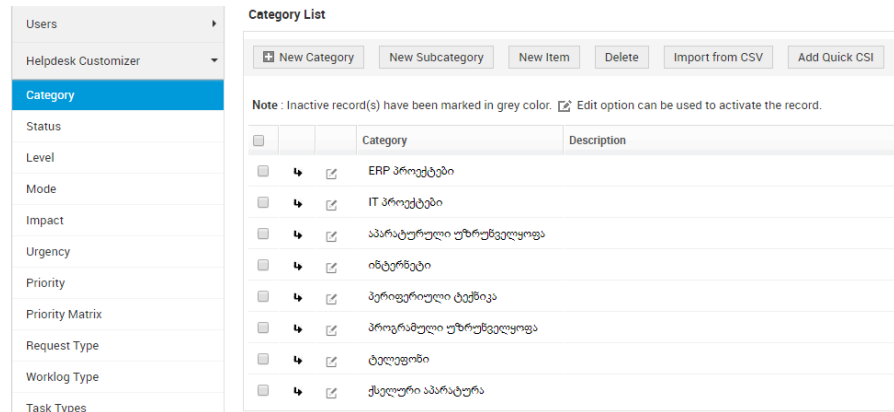 Users
Helpdesk Customizer
Category
Status
Level
Mode
Impact
Urgency
Priority
Priority Matrix
Request Type
Worklog Type
Task Types
Category List
New Category New Subcategory New Item Delete Import from CSV Add Quick CSI
Note : Inactive record(s) have been marked in grey color. Edit option can be used to activate the record.
Category Description
ERP პროექტები
IT პროექტები
აპარატურული უზრუნველყოფა
ინტერნეტი
პერიფერიული ტექნიკა
პროგრამული უზრუნველყოფა
ტელეფონი
ქსელური აპარატურა